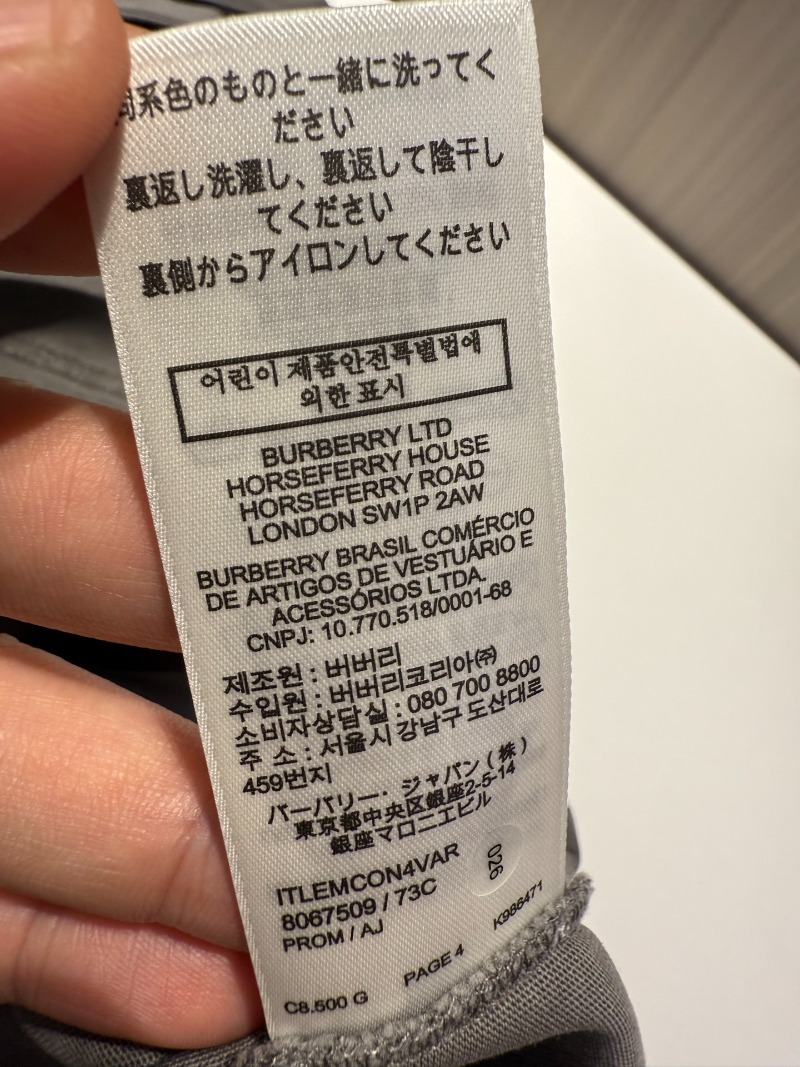 同系色のものと一緒に洗ってく
ださい
裏返し洗濯し、裏返して陰干し
てください
裏側からアイロンしてください
어린이 제품안전특별법에
의한 표시
BURBERRY LTD
HORSEFERRY HOUSE
HORSEFERRY ROAD
LONDON SW1P 2AW
BURBERRY BRASIL COMÉRCIO
DE ARTIGOS DE VESTUÁRIO E
ACESSÓRIOS LTDA.
CNPJ: 10.770.518/0001-68
제조원 : 버버리
수입원 : 버버리코리아㈜
소비자상담실 : 080 700 8800
주 소 : 서울시 강남구 도산대로
459번지
バーバリー・ジャパン(株)
東京都中央区銀座2-5-14
銀座マロニエビル
ITLEMCON4VAR
026
8067509 / 73C
PROM / AJ
K986471
C8.500 G PAGE 4